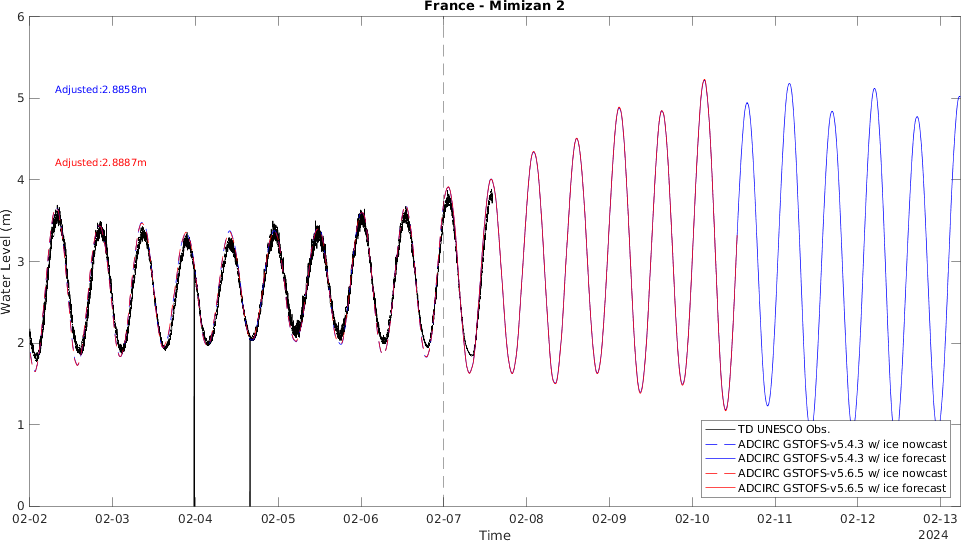 France - Mimizan 2
6
5
4
3
2
1
0
Water Level (m)
Adjusted:2.8858m
Adjusted:2.8887m
TD UNESCO Obs.
ADCIRC GSTOFS-v5.4.3 w/ ice nowcast
ADCIRC GSTOFS-v5.4.3 w/ ice forecast
ADCIRC GSTOFS-v5.6.5 w/ ice nowcast
ADCIRC GSTOFS-v5.6.5 w/ ice forecast
02-02 02-03 02-04 02-05 02-06 02-07 02-08 02-09 02-10 02-11 02-12 02-13
Time
2024